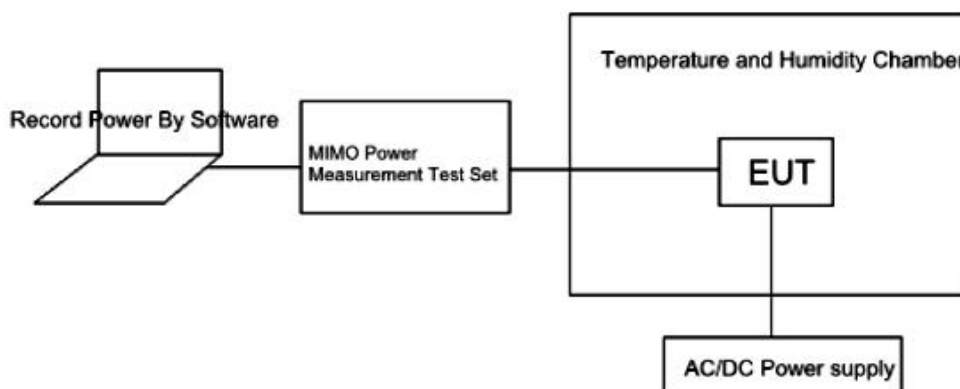 Temperature and Humidity Chamber
Record Power By Software
MIMO Power
Measurement Test Set
EUT
AC/DC Power supply